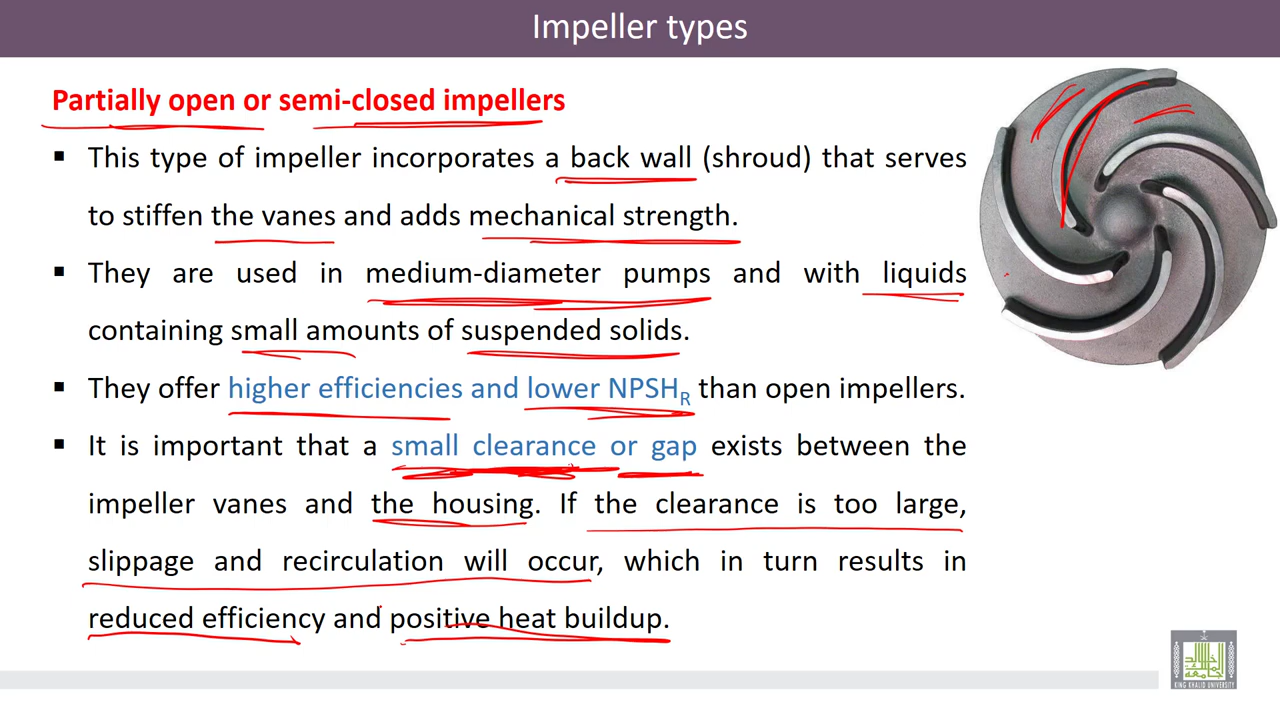 Impeller types
Partially open or semi-closed impellers
▪ This type of impeller incorporates a back wall (shroud) that serves
to stiffen the vanes and adds mechanical strength.
▪ They are used in medium-diameter pumps and with liquids
containing small amounts of suspended solids.
▪ They offer higher efficiencies and lower NPSHR than open impellers.
▪ It is important that a small clearance or gap exists between the
impeller vanes and the housing. If the clearance is too large,
slippage and recirculation will occur, which in turn results in
reduced efficiency and positive heat buildup.
KING KHALID UNIVERSITY